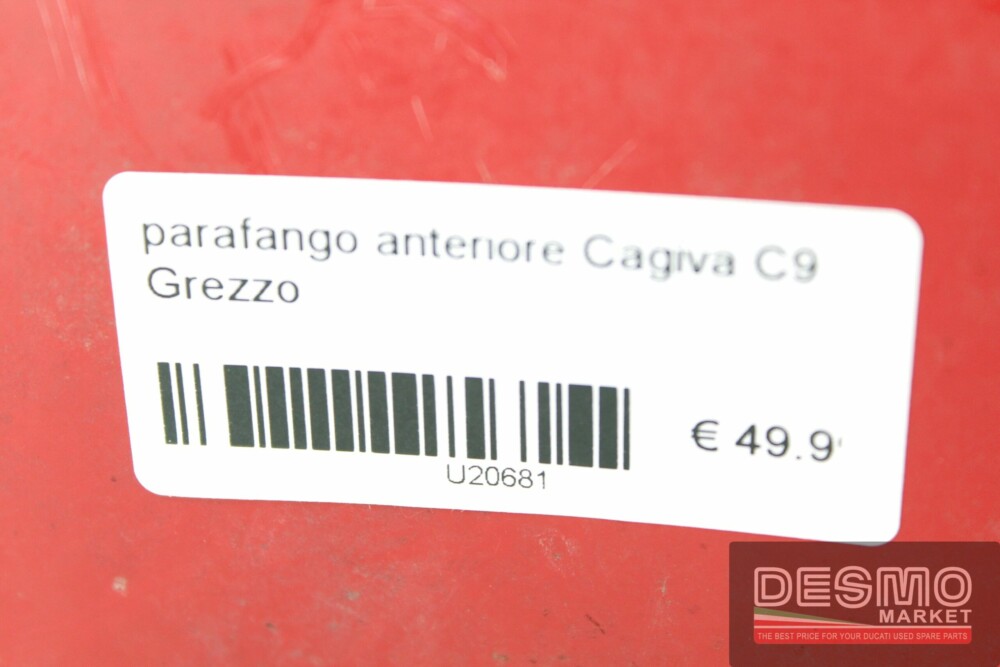 parafango anteriore Cagiva C9
Grezzo
€ 49.9
U20681
DESMO
MARKET
THE BEST PRICE FOR YOUR DUCATI USED SPARE PARTS